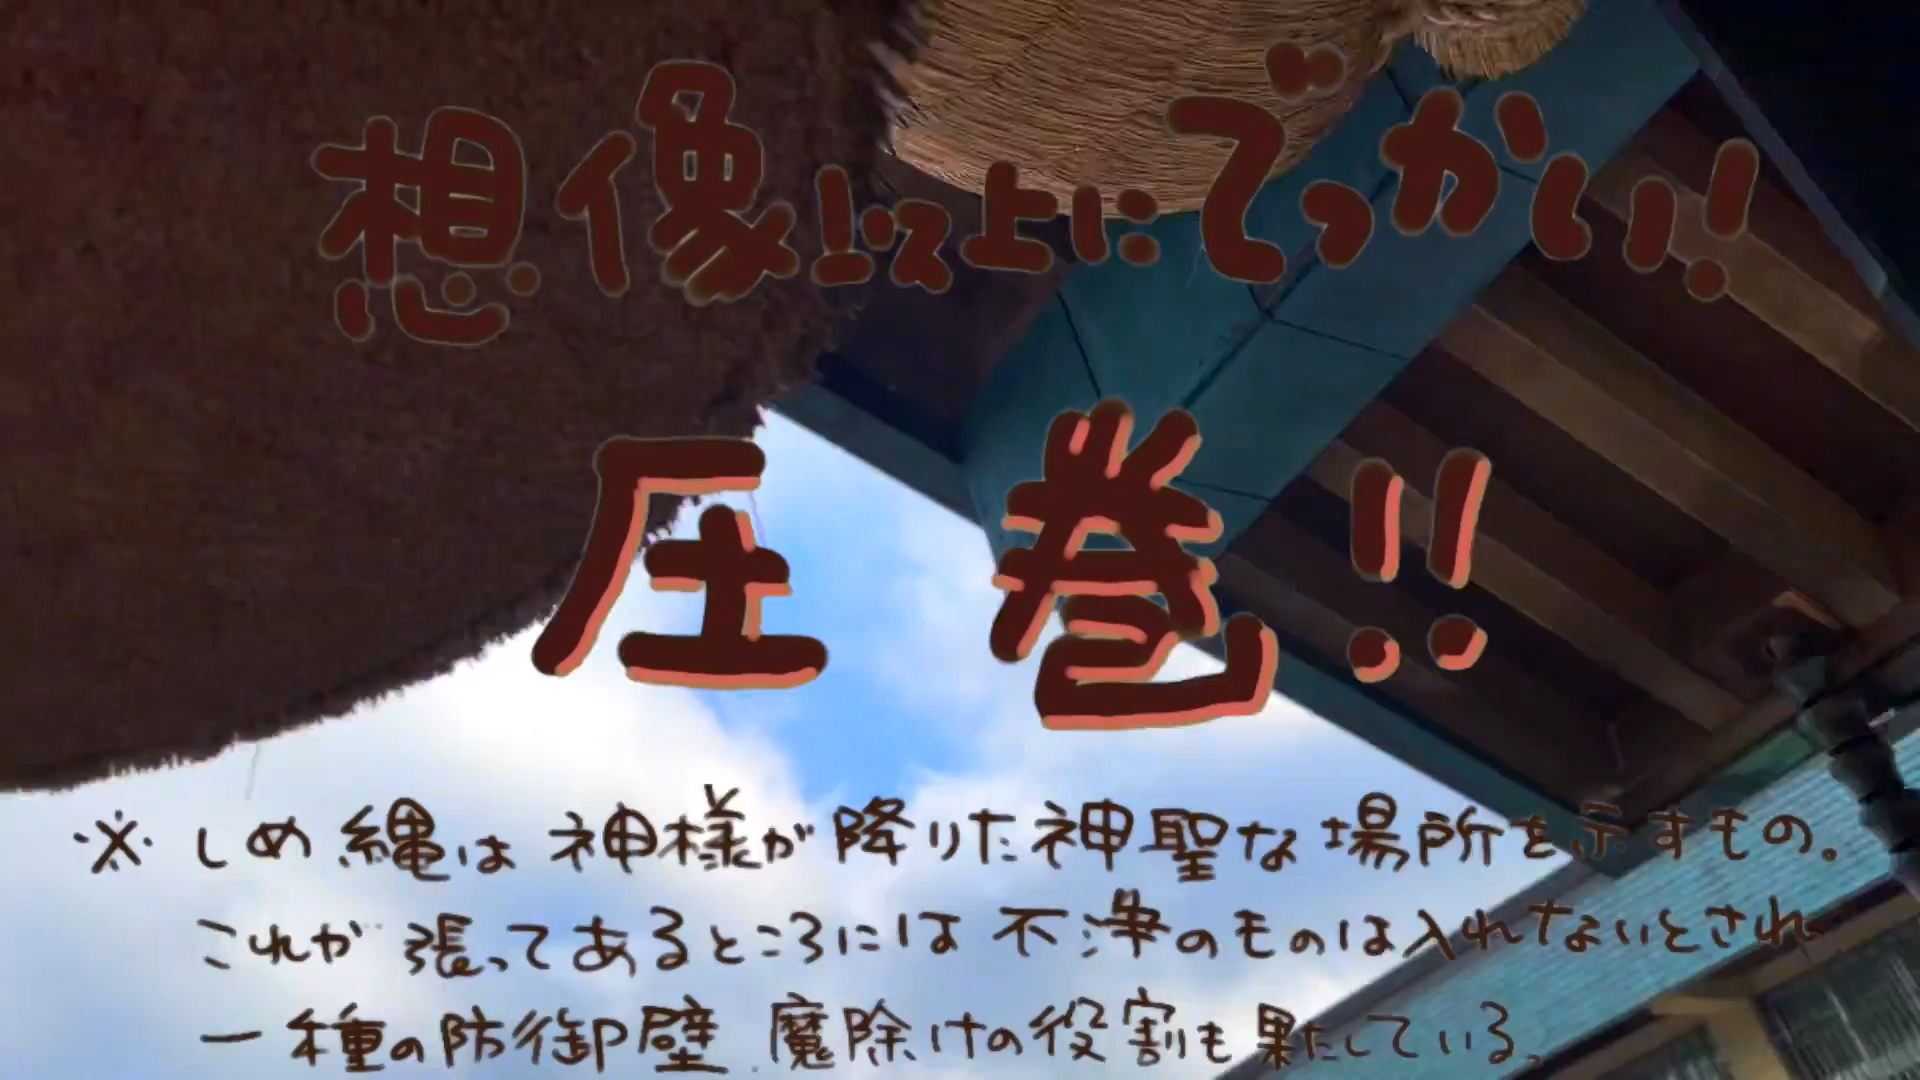 想像以上にでっかい!
圧巻!!
※しめ縄は神様が降りた神聖な場所を示すもの。
これが張ってあるところには不浄のものは入れないとされ
一種の防御壁、魔除けの役割も果たしている。